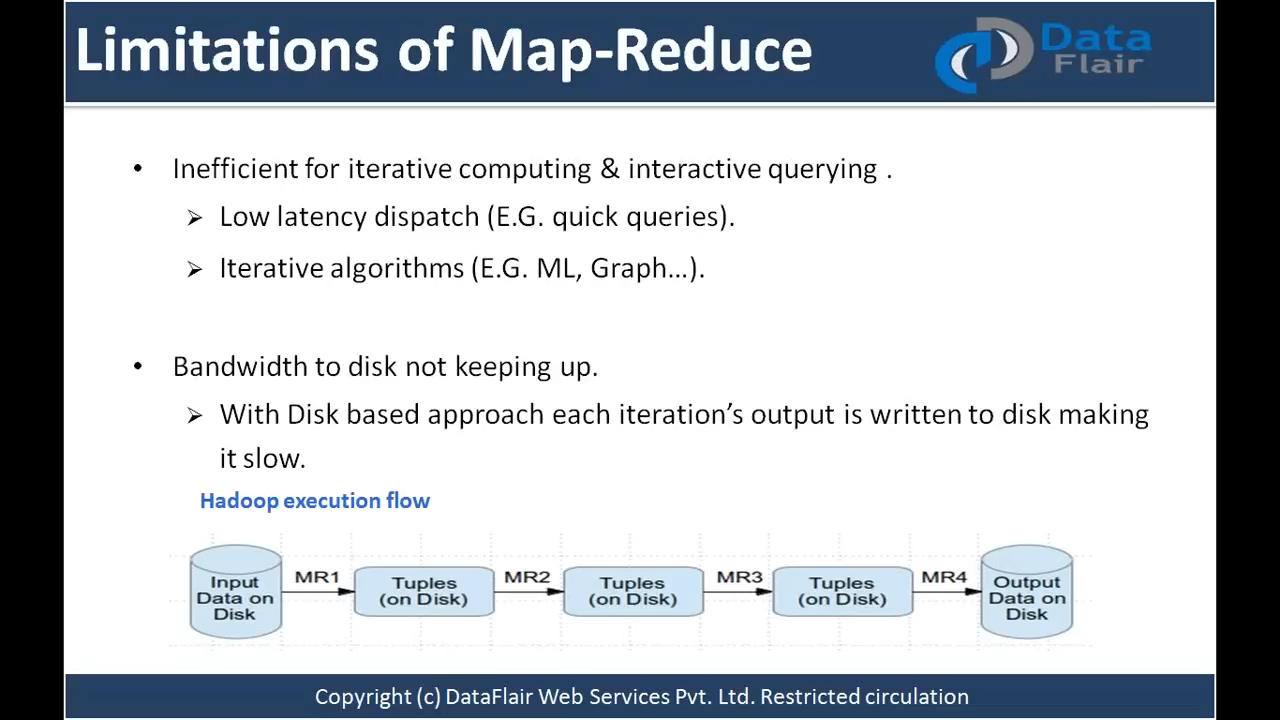 Limitations of Map-Reduce
Data
Flair
• Inefficient for iterative computing & interactive querying .
➢ Low latency dispatch (E.G. quick queries).
➢ Iterative algorithms (E.G. ML, Graph...).
• Bandwidth to disk not keeping up.
➢ With Disk based approach each iteration’s output is written to disk making
it slow.
Hadoop execution flow
Input
Data on
Disk
MR1
Tuples
(on Disk)
MR2
Tuples
(on Disk)
MR3
Tuples
(on Disk)
MR4
Output
Data on
Disk
Copyright (c) DataFlair Web Services Pvt. Ltd. Restricted circulation